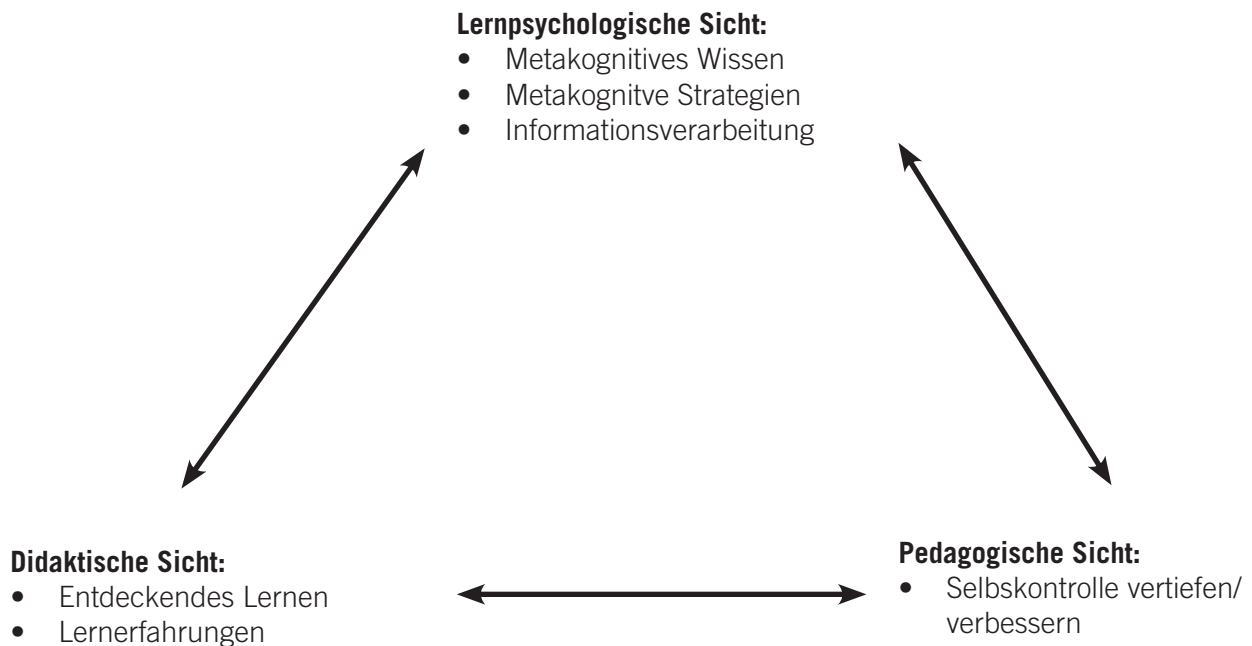 Lernpsychologische Sicht:
• Metakognitives Wissen
• Metakognitve Strategien
• Informationsverarbeitung
Didaktische Sicht:
• Entdeckendes Lernen
• Lernerfahrungen
Pedagogische Sicht:
• Selbskontrolle vertiefen/
verbessern